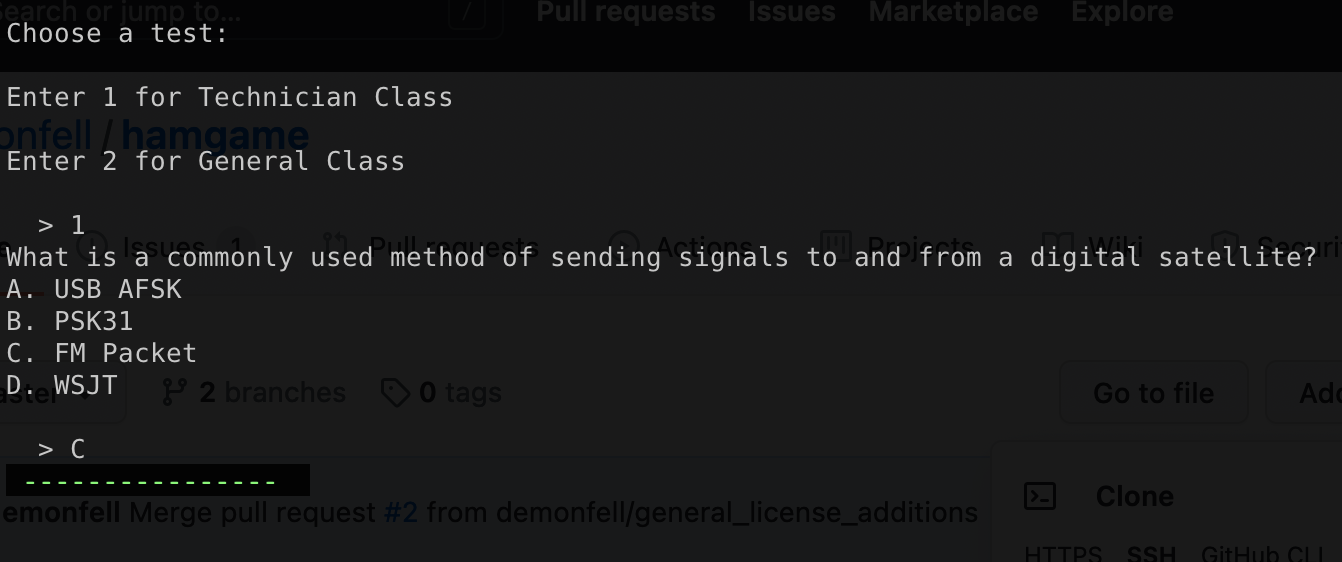 Search or jump to... / Pull requests Issues Marketplace Explore
Choose a test:
Enter 1 for Technician Class
onfell / hamgame
Enter 2 for General Class
> 1
Issues 1 Pull requests Actions Projects Wiki Securi
What is a commonly used method of sending signals to and from a digital satellite?
A. USB AFSK
B. PSK31
C. FM Packet
D. WSJT
aster 2 branches 0 tags Go to file Add
> C
----------------
emonfell Merge pull request #2 from demonfell/general_license_additions
Clone
HTTPS SSH GitHub CLI